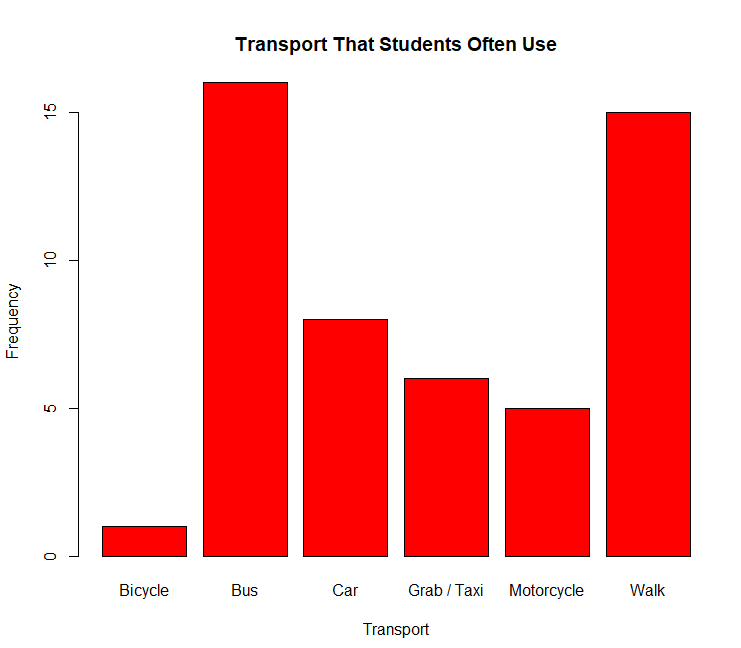 Transport That Students Often Use
15
10
5
0
Frequency
Bicycle Bus Car Grab / Taxi Motorcycle Walk
Transport